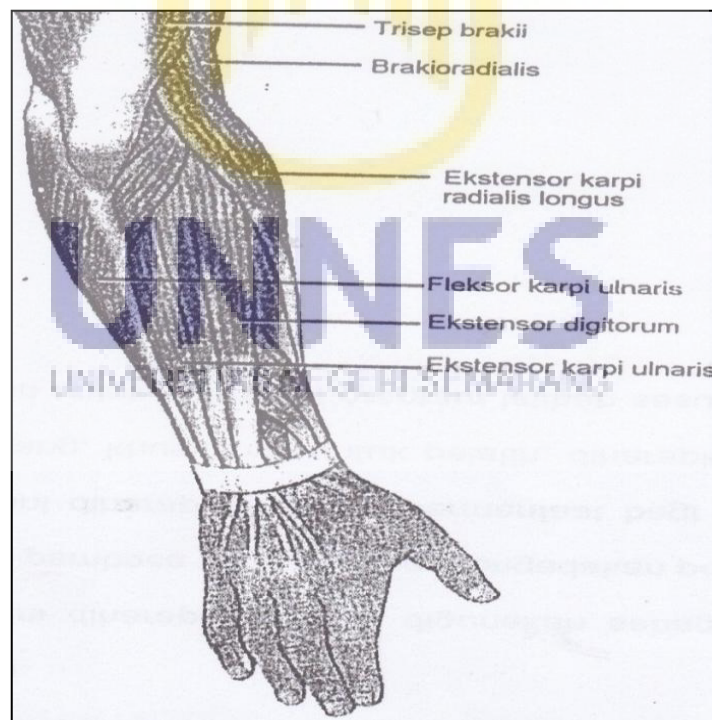 Trisep brakii
Brakioradialis
Ekstensor karpi
radialis longus
UNNES
Fleksor karpi ulnaris
Ekstensor digitorum
Ekstensor karpi ulnaris
UNIVERSITAS NEGERI SEMARANG